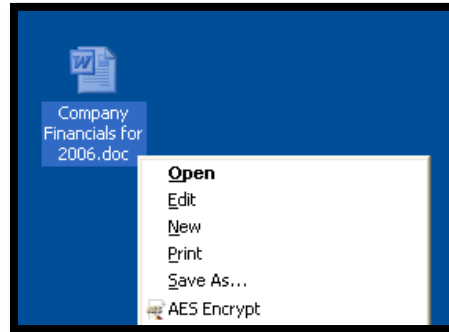 Company
Financials for
2006.doc
Open
Edit
New
Print
Save As...
AES Encrypt